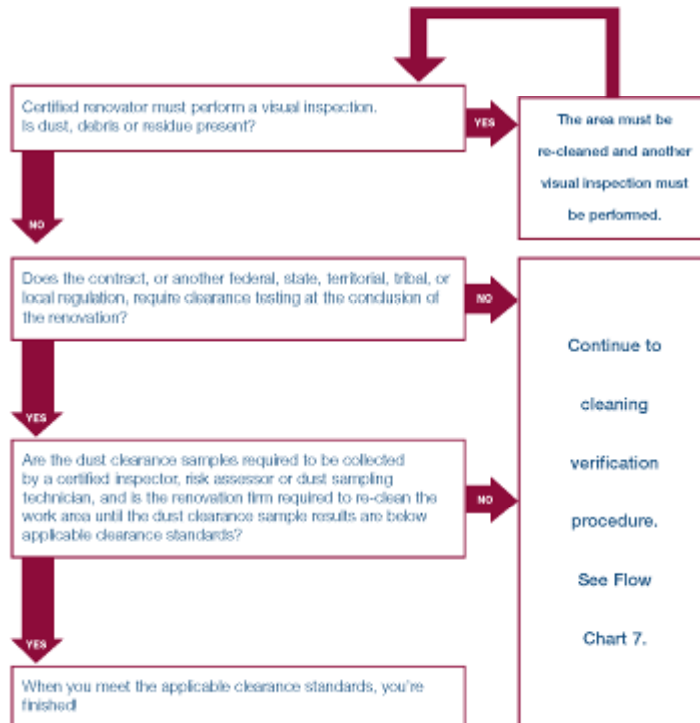 Certified renovator must perform a visual inspection.
Is dust, debris or residue present?
YES
The area must be
re-cleaned and another
visual inspection must
be performed.
NO
Does the contract, or another federal, state, territorial, tribal, or
local regulation, require clearance testing at the conclusion of
the renovation?
NO
Continue to
cleaning
verification
procedure.
See Flow
Chart 7.
YES
Are the dust clearance samples required to be collected
by a certified inspector, risk assessor or dust sampling
technician, and is the renovation firm required to re-clean the
work area until the dust clearance sample results are below
applicable clearance standards?
NO
YES
When you meet the applicable clearance standards, you're
finished!